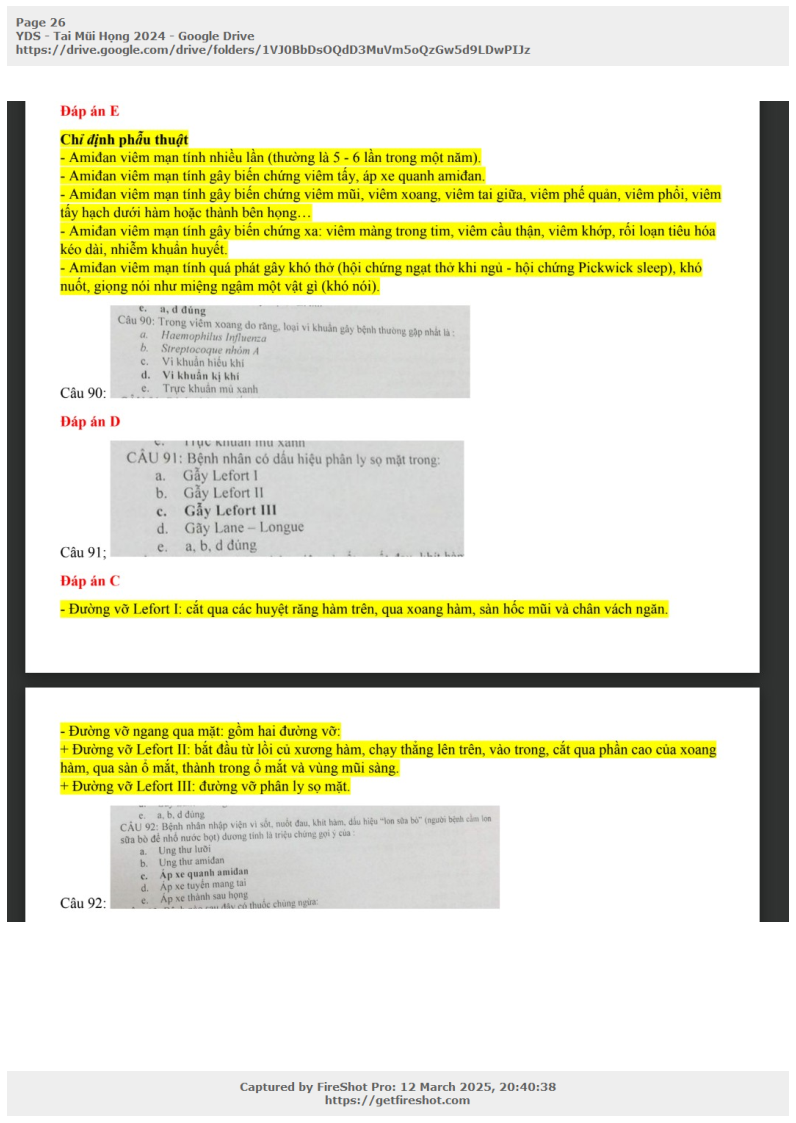 Page 26
YDS - Tai Mũi Họng 2024 - Google Drive
https://drive.google.com/drive/folders/1VJ0BbDsOQdD3MuVm5oQzGw5d9LDwPIJz
Đáp án E
Chỉ định phẫu thuật
- Amiđan viêm mạn tính nhiều lần (thường là 5 - 6 lần trong một năm).
- Amiđan viêm mạn tính gây biến chứng viêm tấy, áp xe quanh amiđan.
- Amiđan viêm mạn tính gây biến chứng viêm mũi, viêm xoang, viêm tai giữa, viêm phế quản, viêm phổi, viêm
tấy hạch dưới hàm hoặc thành bên họng…
- Amiđan viêm mạn tính gây biến chứng xa: viêm màng trong tim, viêm cầu thận, viêm khớp, rối loạn tiêu hóa
kéo dài, nhiễm khuẩn huyết.
- Amiđan viêm mạn tính quá phát gây khó thở (hội chứng ngạt thở khi ngủ - hội chứng Pickwick sleep), khó
nuốt, giọng nói như miệng ngậm một vật gì (khó nói).
e. a, d đúng
Câu 90: Trong viêm xoang do răng, loại vi khuẩn gây bệnh thường gặp nhất là :
a. Haemophilus Influenza
b. Streptocoque nhóm A
c. Vi khuẩn hiếu khí
d. Vi khuẩn kị khí
e. Trực khuẩn mủ xanh
Câu 90:
Đáp án D
e. Trực khuẩn mủ xanh
CÂU 91: Bệnh nhân có dấu hiệu phân ly sọ mặt trong:
a. Gẫy Lefort I
b. Gẫy Lefort II
c. Gẫy Lefort III
d. Gãy Lane – Longue
e. a, b, d đúng
Câu 91;
Đáp án C
- Đường vỡ Lefort I: cắt qua các huyệt răng hàm trên, qua xoang hàm, sàn hốc mũi và chân vách ngăn.
- Đường vỡ ngang qua mặt: gồm hai đường vỡ:
+ Đường vỡ Lefort II: bắt đầu từ lồi củ xương hàm, chạy thẳng lên trên, vào trong, cắt qua phần cao của xoang
hàm, qua sàn ổ mắt, thành trong ổ mắt và vùng mũi sàng.
+ Đường vỡ Lefort III: đường vỡ phân ly sọ mặt.
e. a, b, d đúng
CÂU 92: Bệnh nhân nhập viện vì sốt, nuốt đau, khít hàm, dấu hiệu "lon sữa bò" (người bệnh cầm lon
sữa bò để nhổ nước bọt) dương tính là triệu chứng gợi ý của :
a. Ung thư lưỡi
b. Ung thư amiđan
c. Áp xe quanh amiđan
d. Áp xe tuyến mang tai
e. Áp xe thành sau họng
sau đây có thuốc chủng ngừa:
Câu 92:
Captured by FireShot Pro: 12 March 2025, 20:40:38
https://getfireshot.com